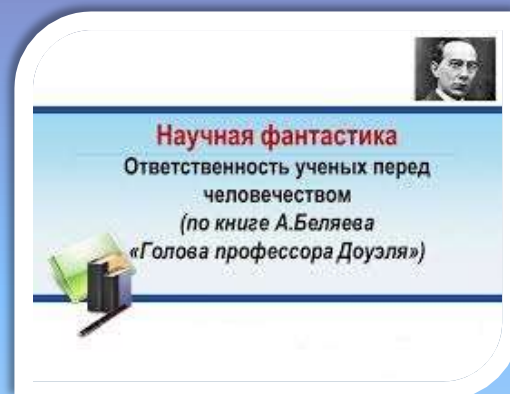 Научная фантастика
Ответственность ученых перед
человечеством
(по книге А.Беляева
«Голова профессора Доуэля»)